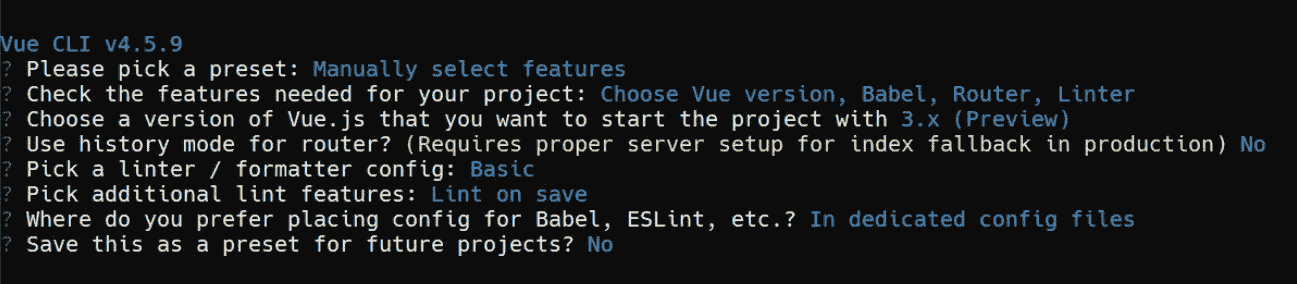 Vue CLI v4.5.9
? Please pick a preset: Manually select features
? Check the features needed for your project: Choose Vue version, Babel, Router, Linter
? Choose a version of Vue.js that you want to start the project with 3.x (Preview)
? Use history mode for router? (Requires proper server setup for index fallback in production) No
? Pick a linter / formatter config: Basic
? Pick additional lint features: Lint on save
? Where do you prefer placing config for Babel, ESLint, etc.? In dedicated config files
? Save this as a preset for future projects? No